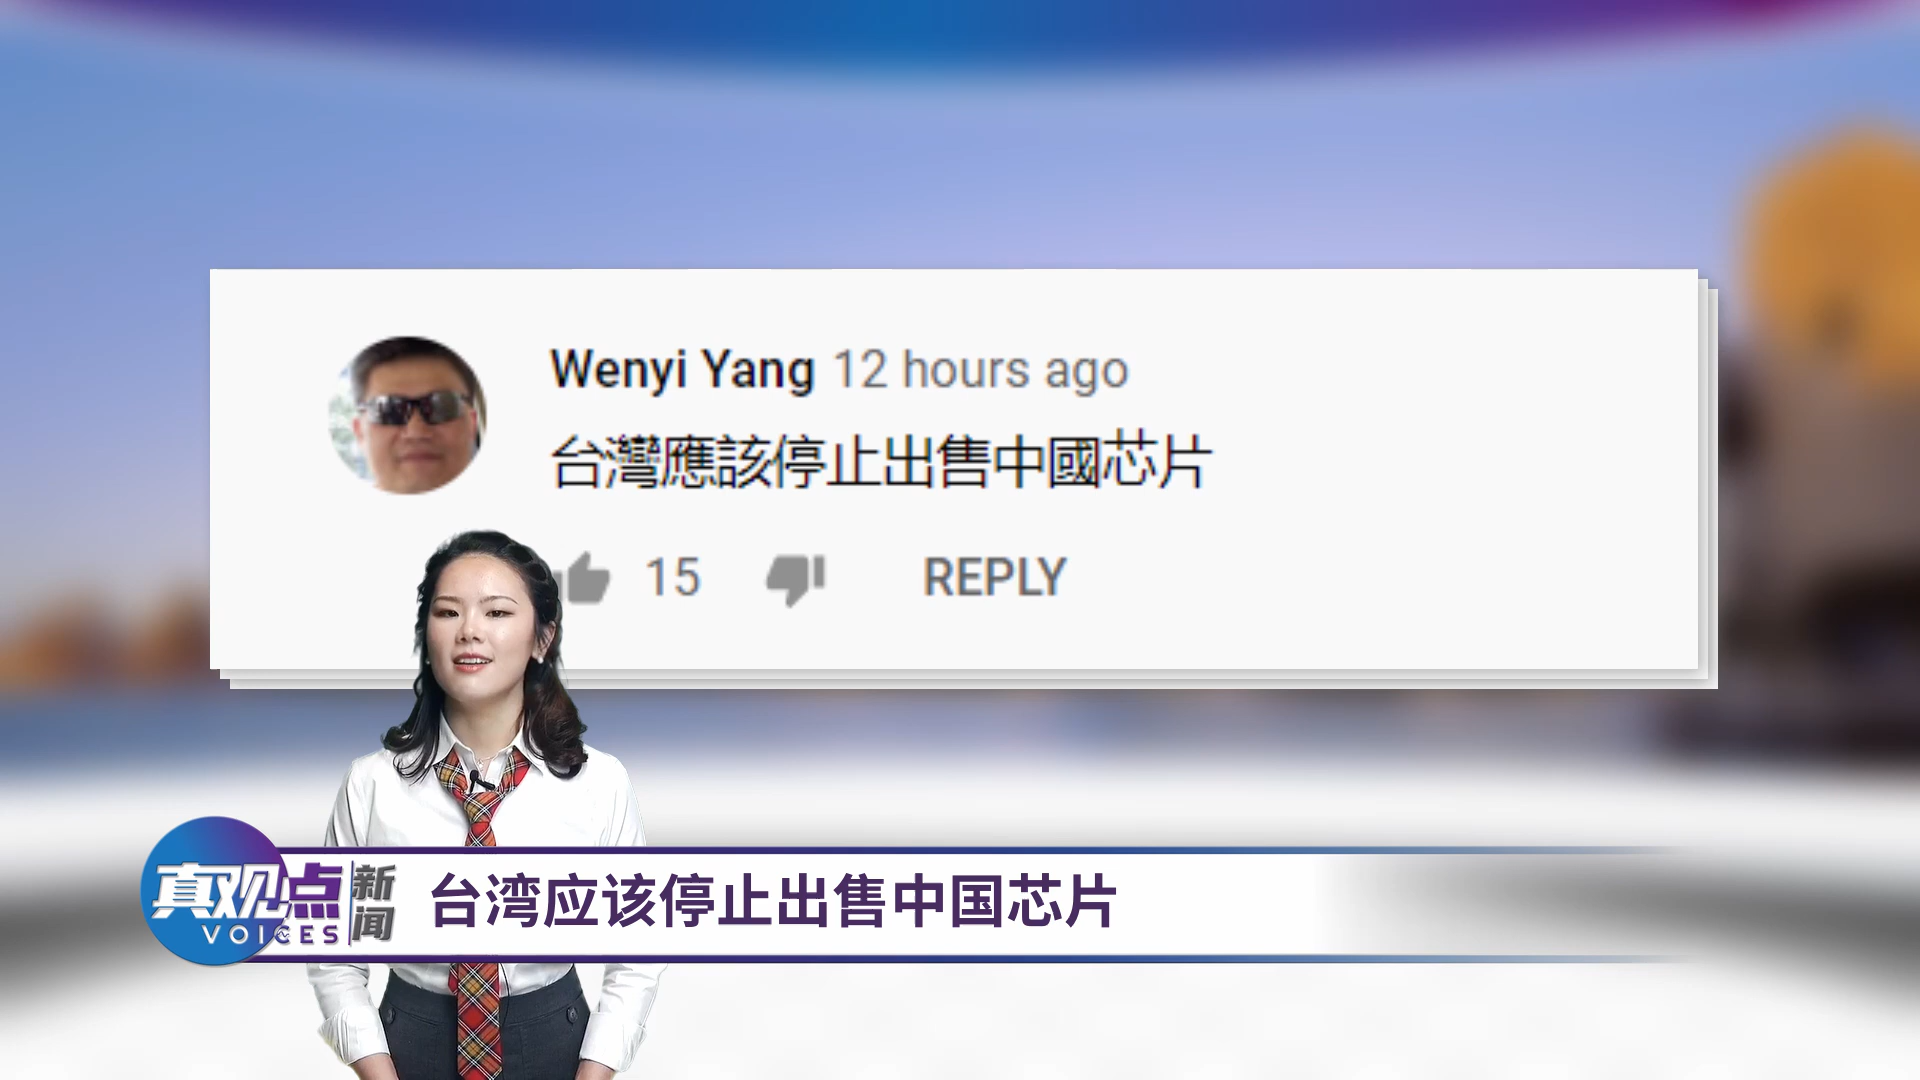 Wenyi Yang 12 hours ago
台灣應該停止出售中國芯片
15 REPLY
真观点 新闻
VOICES
台湾应该停止出售中国芯片